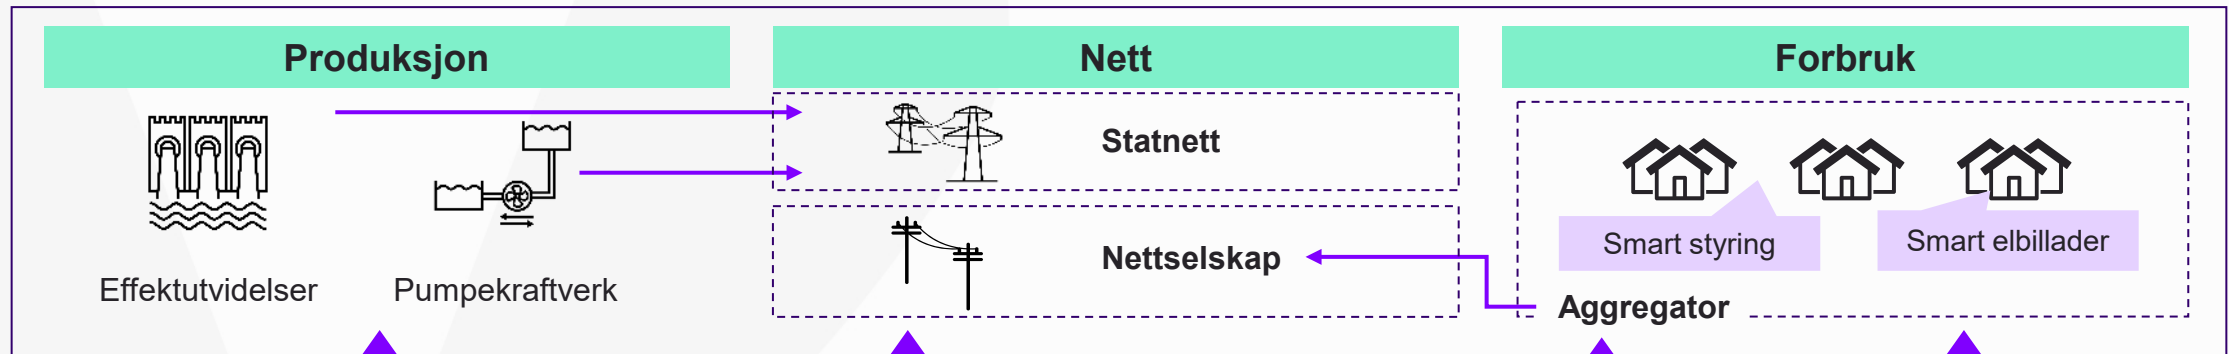 Produksjon
Nett
Forbruk
Statnett
Smart styring
Smart elbillader
Nettselskap
Effektutvidelser
Pumpekraftverk
Aggregator